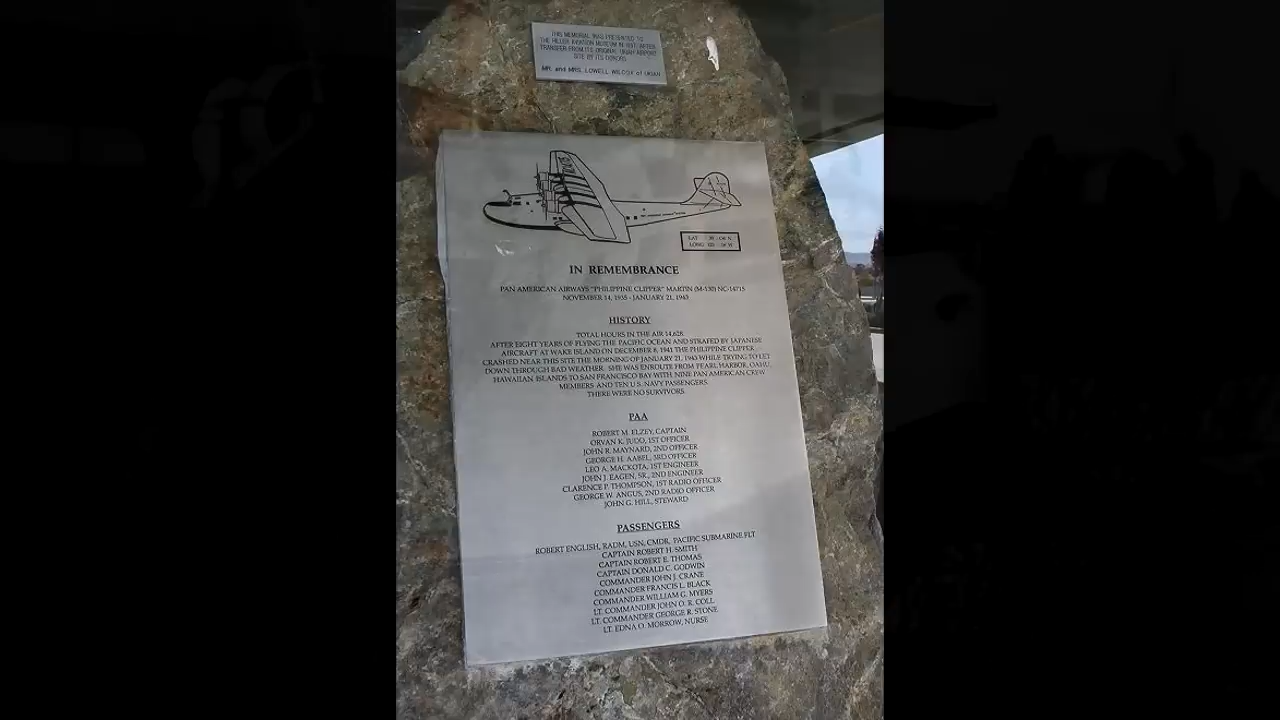 THIS MEMORIAL WAS PRESENTED TO
THE HILLER AVIATION MUSEUM IN AFTER
TRANSFER FROM ITS ORIGINAL UKIAH AIRPORT
SITE BY ITS DONORS
MR. and MRS. LOWELL WILCOX of UKIAH
LAT
LONG
IN REMEMBRANCE
PAN AMERICAN AIRWAYS "PHILIPPINE CLIPPER" MARTIN (M-130) NC-14715
NOVEMBER 14, 1935 - JANUARY 21, 1943
HISTORY
TOTAL HOURS IN THE AIR 14,628.
AFTER EIGHT YEARS OF FLYING THE PACIFIC OCEAN AND STRAFED BY JAPANESE
AIRCRAFT AT WAKE ISLAND ON DECEMBER 8, 1941 THE PHILIPPINE CLIPPER
CRASHED NEAR THIS SITE THE MORNING OF JANUARY 21, 1943 WHILE TRYING TO LET
DOWN THROUGH BAD WEATHER. SHE WAS ENROUTE FROM PEARL HARBOR, OAHU,
HAWAIIAN ISLANDS TO SAN FRANCISCO BAY WITH NINE PAN AMERICAN CREW
MEMBERS AND TEN U.S. NAVY PASSENGERS.
THERE WERE NO SURVIVORS.
PAA
ROBERT M. ELZEY, CAPTAIN
ORVAN K. JUDD, 1ST OFFICER
JOHN R. MAYNARD, 2ND OFFICER
GEORGE H. AABEL, 3RD OFFICER
LEO A. MACKOTA, 1ST ENGINEER
JOHN J. EAGEN, SR., 2ND ENGINEER
CLARENCE P. THOMPSON, 1ST RADIO OFFICER
GEORGE W. ANGUS, 2ND RADIO OFFICER
JOHN G. HILL, STEWARD
PASSENGERS
ROBERT ENGLISH, RADM, USN, CMDR. PACIFIC SUBMARINE FLT
CAPTAIN ROBERT H. SMITH
CAPTAIN ROBERT E. THOMAS
CAPTAIN DONALD C. GODWIN
COMMANDER JOHN J. CRANE
COMMANDER FRANCIS L. BLACK
COMMANDER WILLIAM G. MYERS
LT. COMMANDER JOHN O. R. COLL
LT. COMMANDER GEORGE R. STONE
LT. EDNA O. MORROW, NURSE